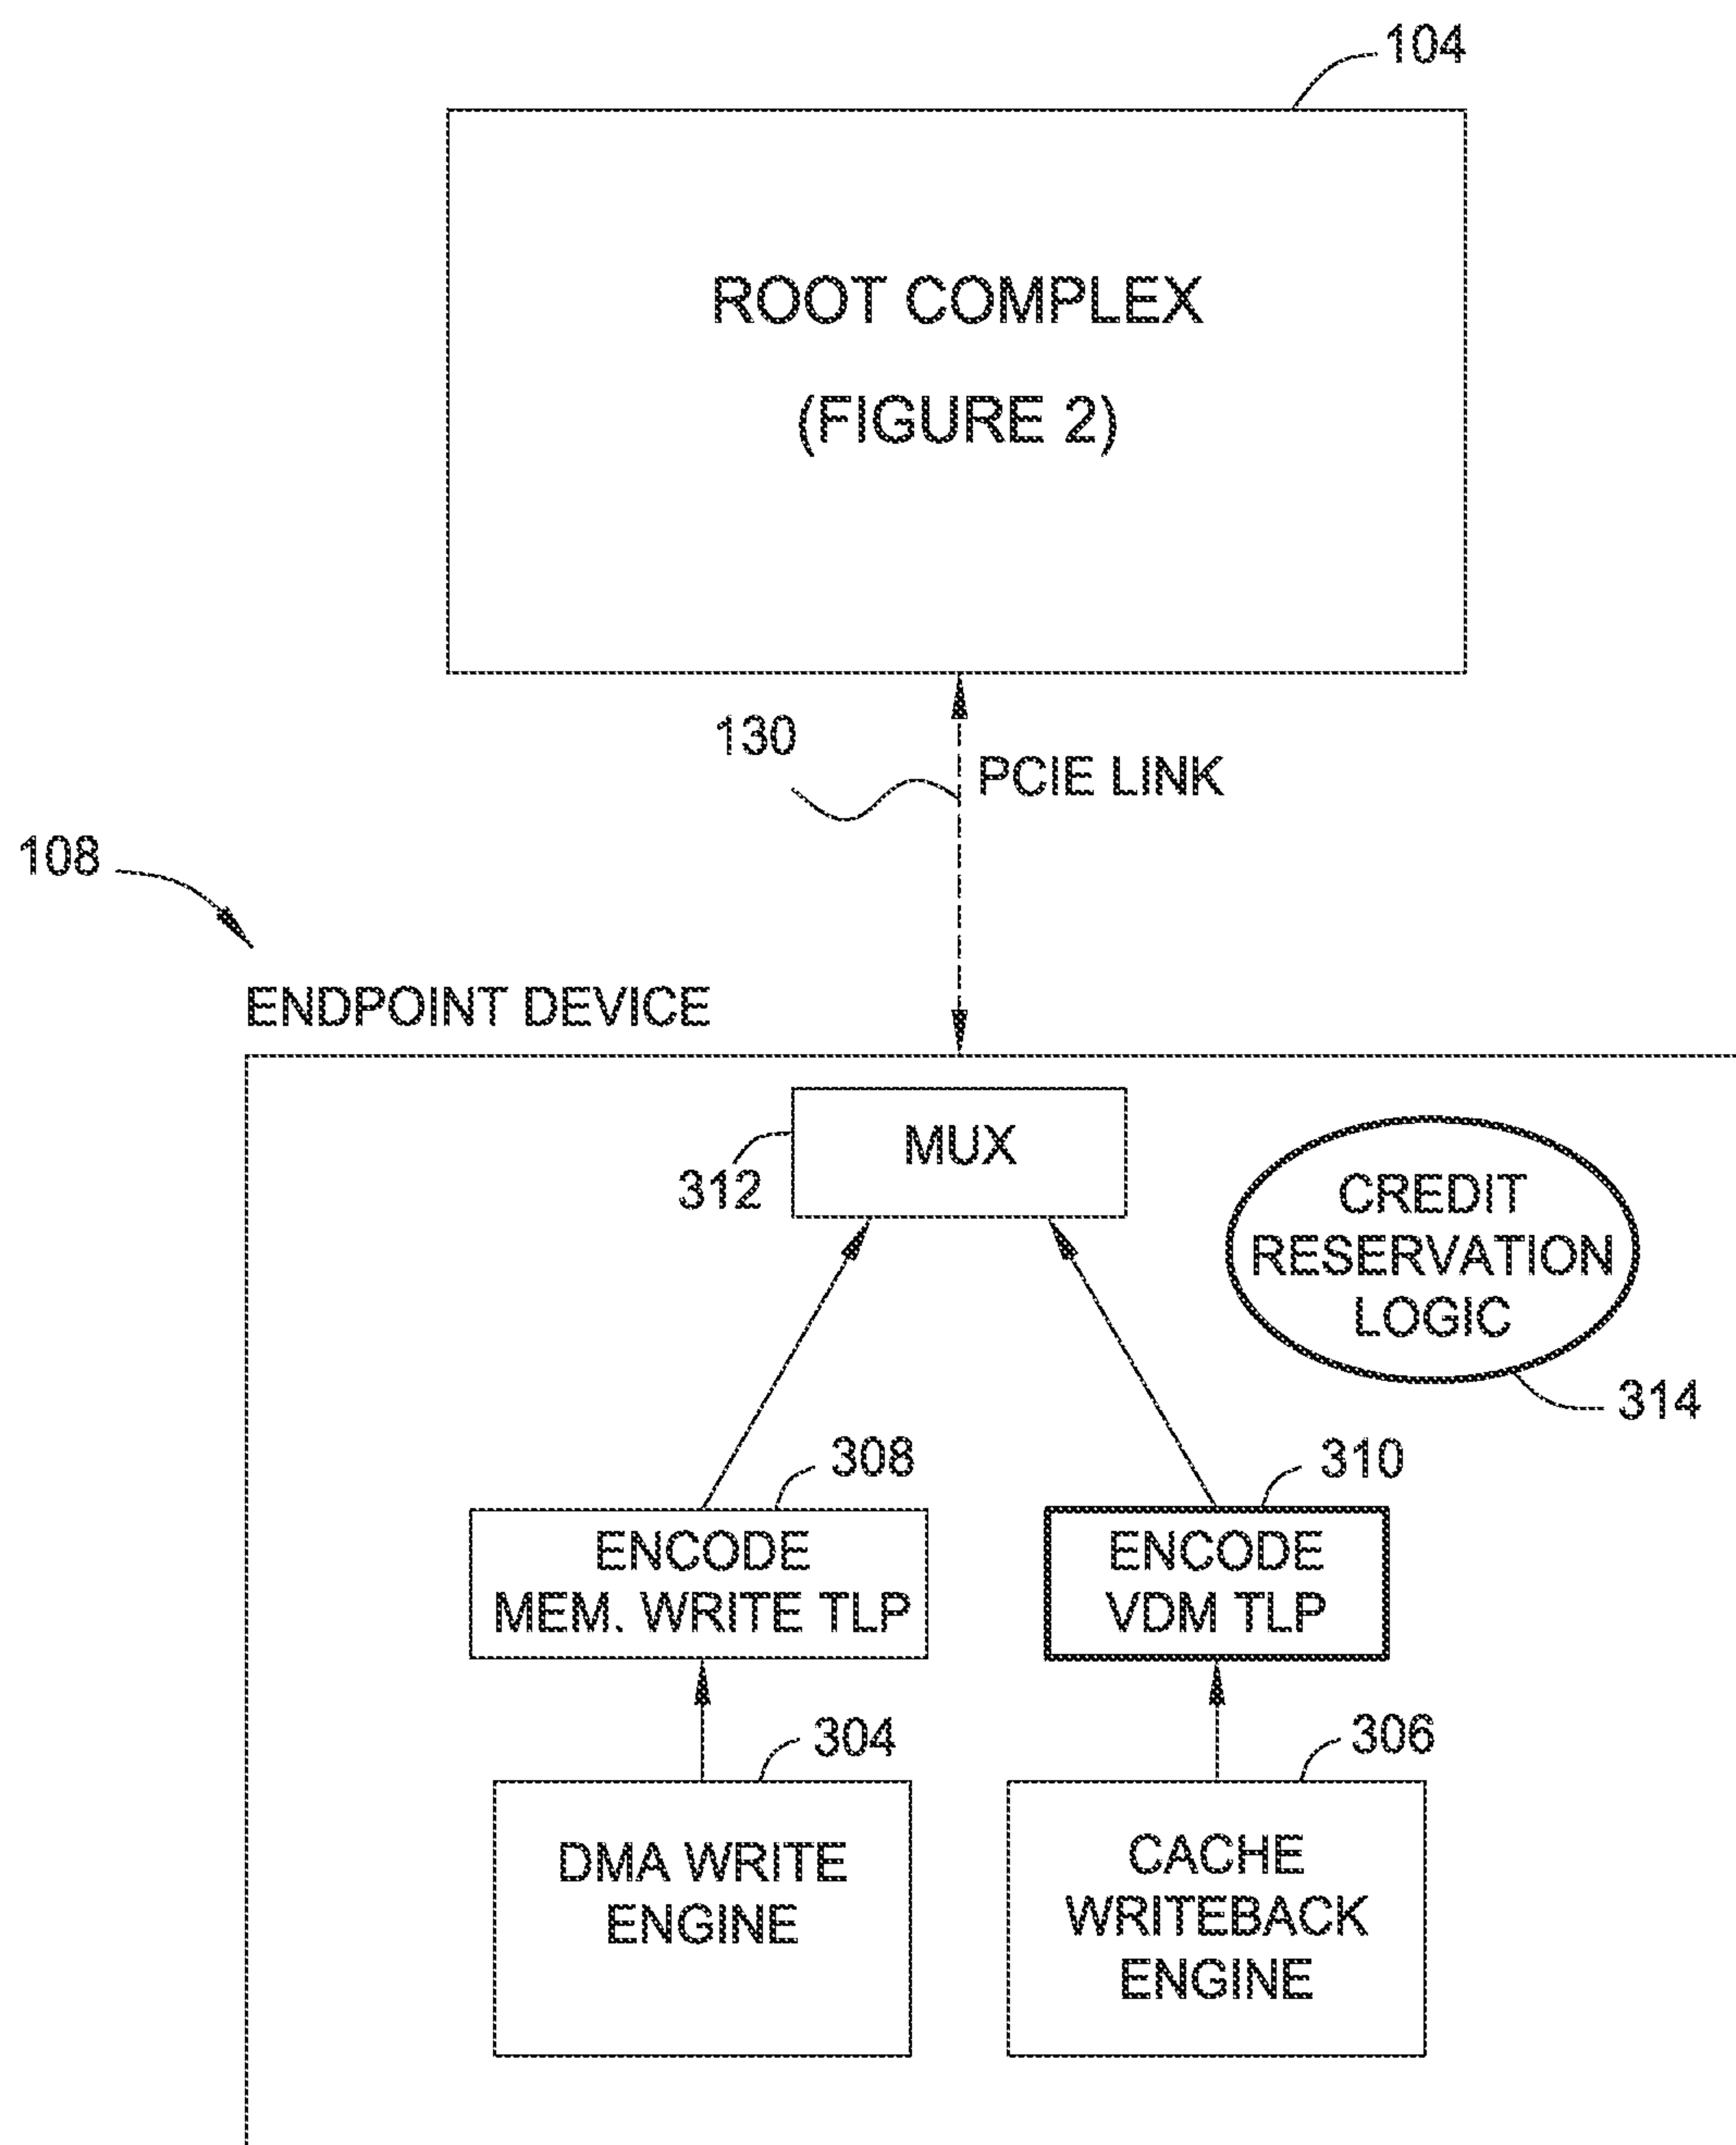 104
ROOT COMPLEX
(FIGURE 2)
130
PCIE LINK
108
ENDPOINT DEVICE
MUX
312
CREDIT
RESERVATION
LOGIC
314
308
310
ENCODE
MEM. WRITE TLP
ENCODE
VDM TLP
304
306
DMA WRITE
ENGINE
CACHE
WRITEBACK
ENGINE